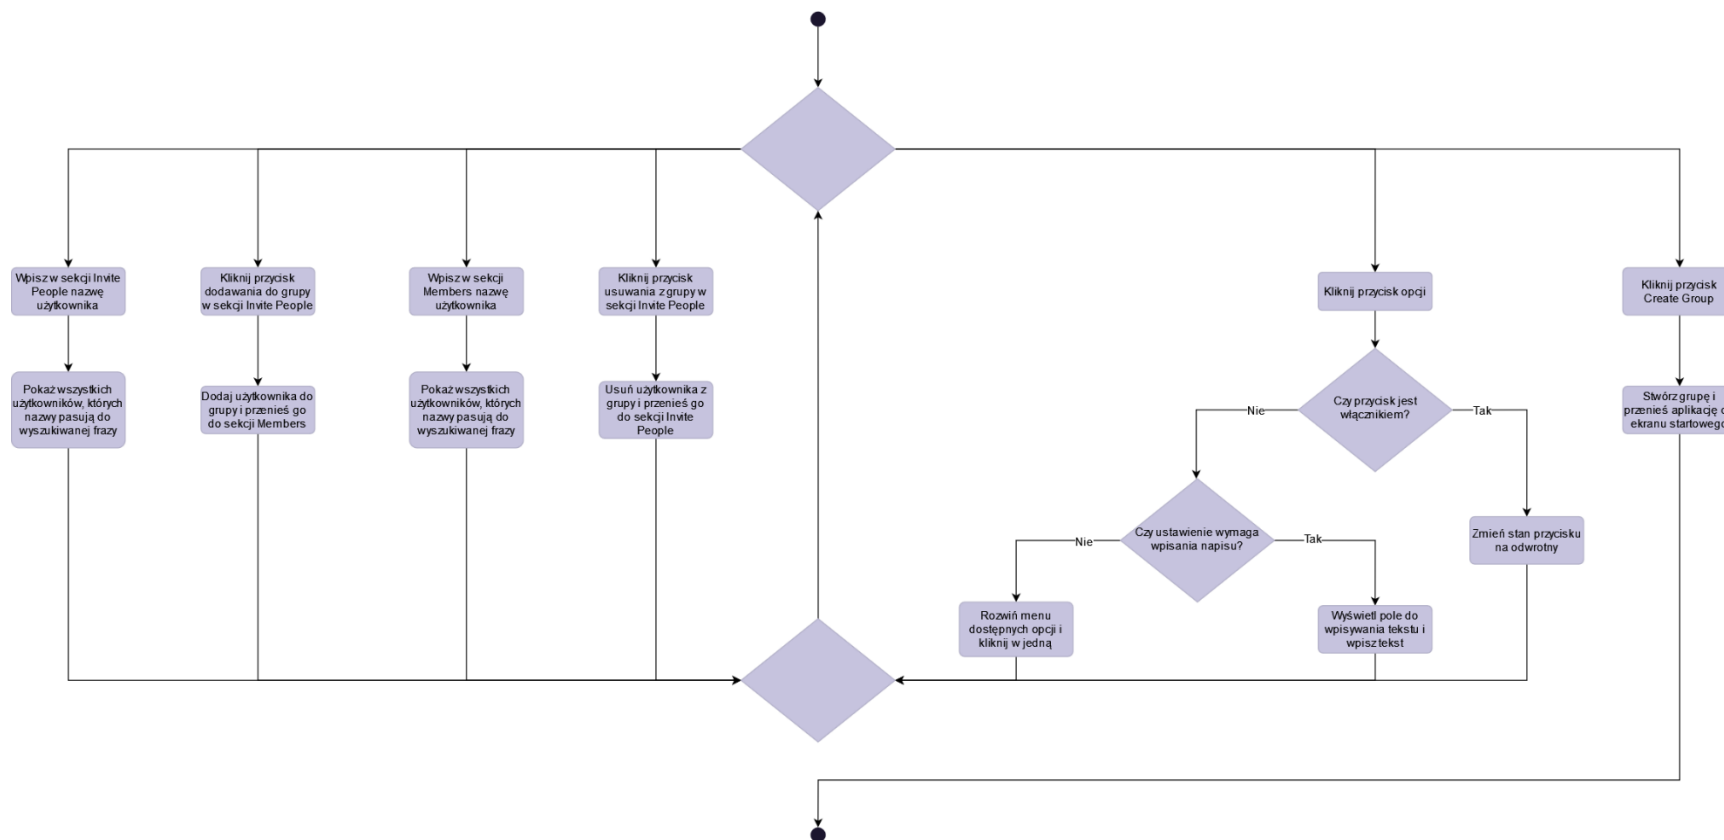 Wpisz w sekcji Invite
People nazwę
użytkownika
Kliknij przycisk
dodawania do grupy
w sekcji Invite People
Wpisz w sekcji
Members nazwę
użytkownika
Kliknij przycisk
usuwania z grupy w
sekcji Invite People
Kliknij przycisk opcji
Kliknij przycisk
Create Group
Pokaż wszystkich
użytkowników, których
nazwy pasują do
wyszukiwanej frazy
Dodaj użytkownika do
grupy i przenieś go
do sekcji Members
Pokaż wszystkich
użytkowników, których
nazwy pasują do
wyszukiwanej frazy
Usuń użytkownika z
grupy i przenieś go
do sekcji Invite
People
Czy przycisk jest
włącznikiem?
Nie
Tak
Stwórz grupę i
przenieś aplikację
ekranu startowego
Czy ustawienie wymaga
wpisania napisu?
Nie
Tak
Zmień stan przycisku
na odwrotny
Rozwiń menu
dostępnych opcji i
kliknij w jedną
Wyświetl pole do
wpisywania tekstu i
wpisz tekst